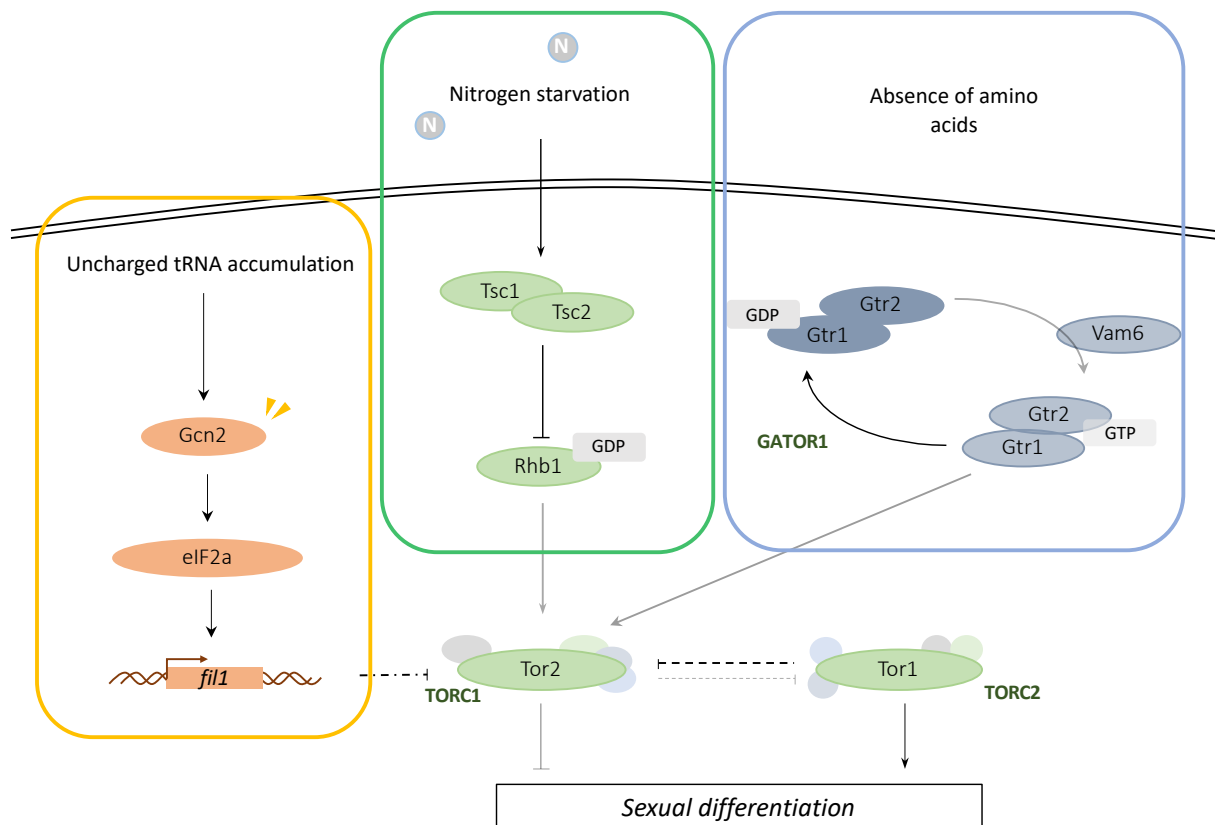 N
Nitrogen starvation
N
Absence of amino
acids
Uncharged tRNA accumulation
Tsc1
Tsc2
GDP
Gtr2
Gtr1
Vam6
Gcn2
Rhb1
GDP
GATOR1
Gtr2
Gtr1
GTP
eIF2a
fil1
Tor2
TORC1
Tor1
TORC2
Sexual differentiation